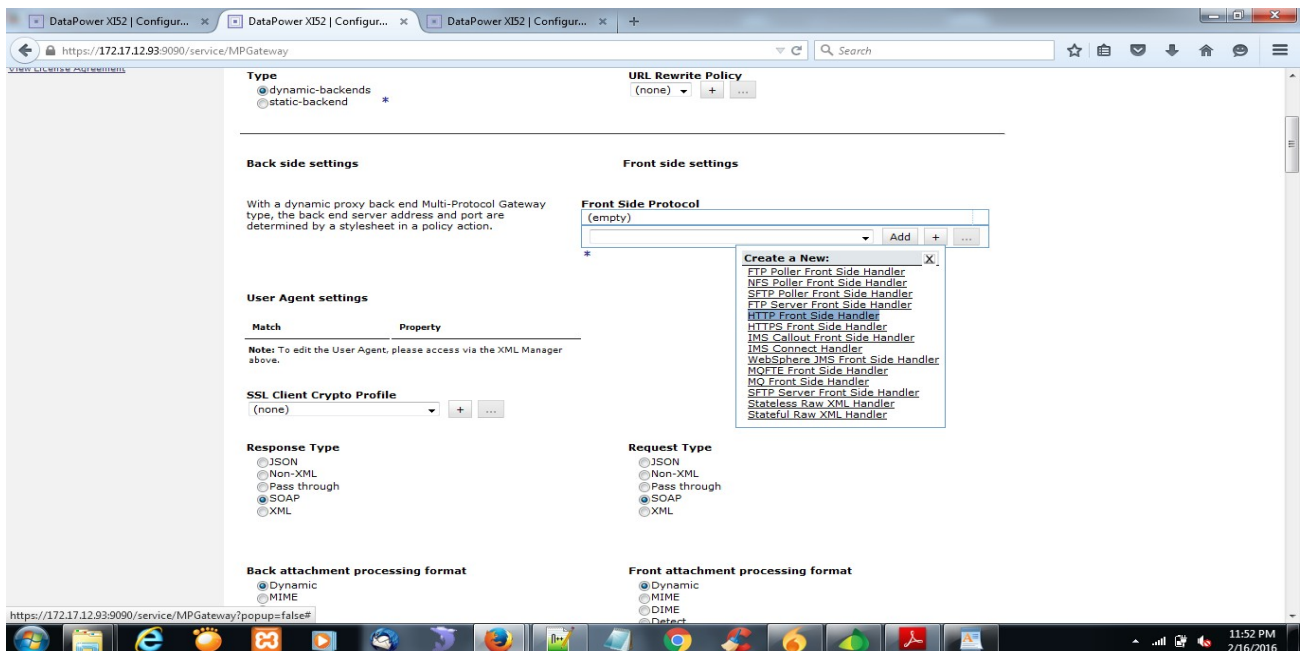 DataPower XI52 | Configur... ×
DataPower XI52 | Configur... ×
DataPower XI52 | Configur... ×
+
https://172.17.12.93:9090/service/MPGateway
Search
View License Agreement
Type
dynamic-backends
static-backend *
URL Rewrite Policy
(none) + ...
Back side settings
Front side settings
With a dynamic proxy back end Multi-Protocol Gateway
type, the back end server address and port are
determined by a stylesheet in a policy action.
Front Side Protocol
(empty)
Add + ...
*
Create a New: X
FTP Poller Front Side Handler
NFS Poller Front Side Handler
SFTP Poller Front Side Handler
FTP Server Front Side Handler
HTTP Front Side Handler
HTTPS Front Side Handler
IMS Callout Front Side Handler
IMS Connect Handler
WebSphere JMS Front Side Handler
MQFTE Front Side Handler
MQ Front Side Handler
SFTP Server Front Side Handler
Stateless Raw XML Handler
Stateful Raw XML Handler
User Agent settings
Match Property
Note: To edit the User Agent, please access via the XML Manager
above.
SSL Client Crypto Profile
(none) + ...
Response Type
JSON
Non-XML
Pass through
SOAP
XML
Request Type
JSON
Non-XML
Pass through
SOAP
XML
Back attachment processing format
Dynamic
MIME
Front attachment processing format
Dynamic
MIME
DIME
Detect
https://172.17.12.93:9090/service/MPGateway?popup=false#
11:52 PM
2/16/2016